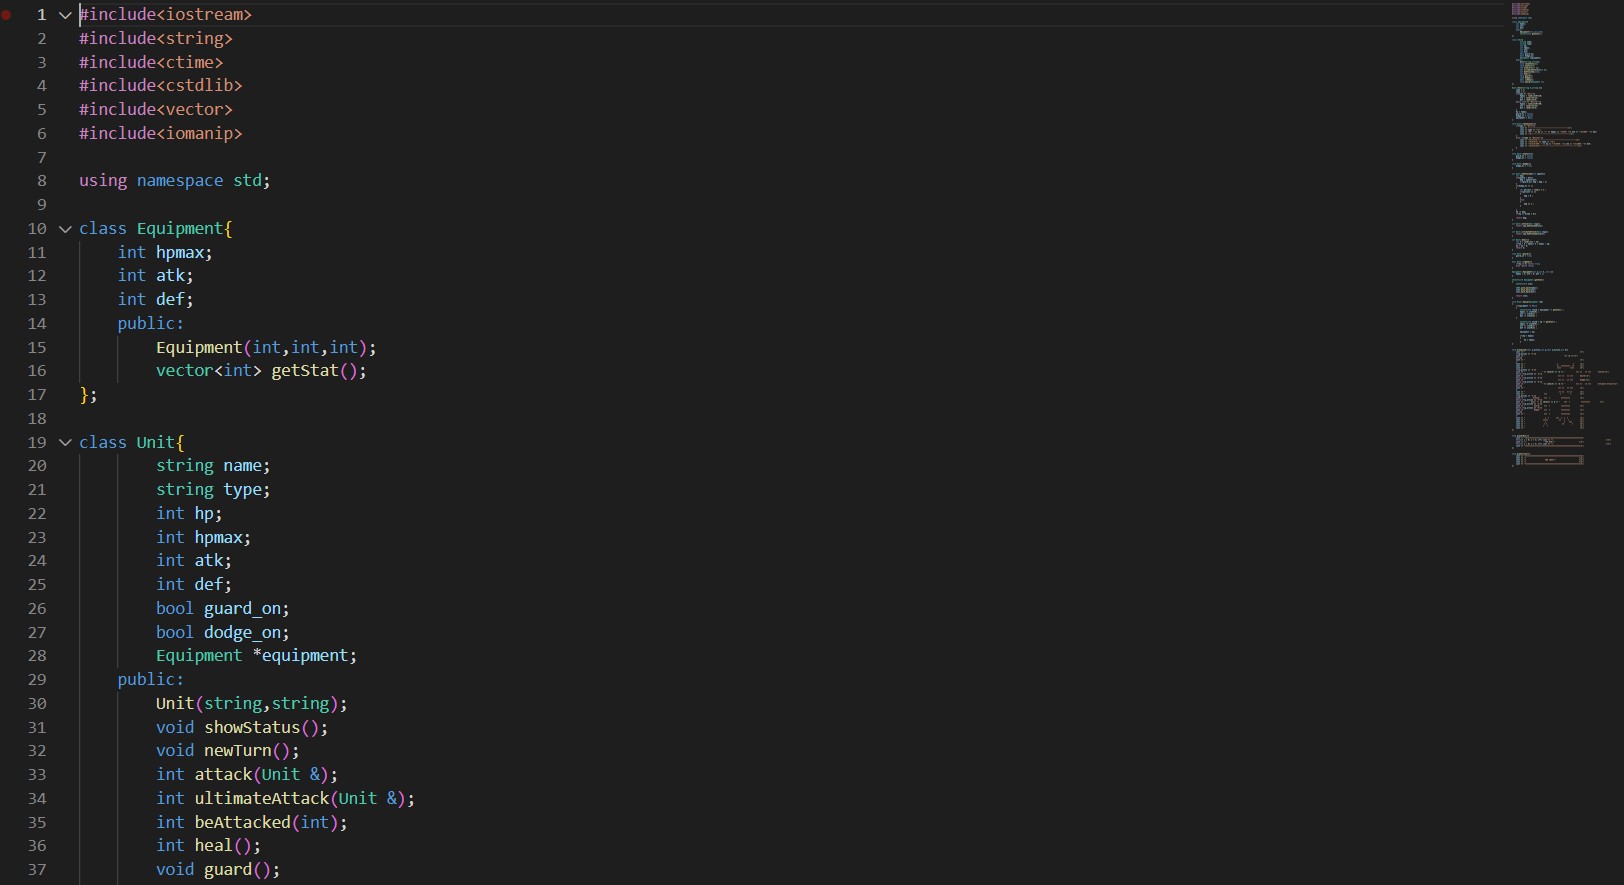 1 #include<iostream>
2 #include<string>
3 #include<ctime>
4 #include<cstdlib>
5 #include<vector>
6 #include<iomanip>
7
8 using namespace std;
9
10 class Equipment{
11 int hpmax;
12 int atk;
13 int def;
14 public:
15 Equipment(int,int,int);
16 vector<int> getStat();
17 };
18
19 class Unit{
20 string name;
21 string type;
22 int hp;
23 int hpmax;
24 int atk;
25 int def;
26 bool guard_on;
27 bool dodge_on;
28 Equipment *equipment;
29 public:
30 Unit(string,string);
31 void showStatus();
32 void newTurn();
33 int attack(Unit &);
34 int ultimateAttack(Unit &);
35 int beAttacked(int);
36 int heal();
37 void guard();